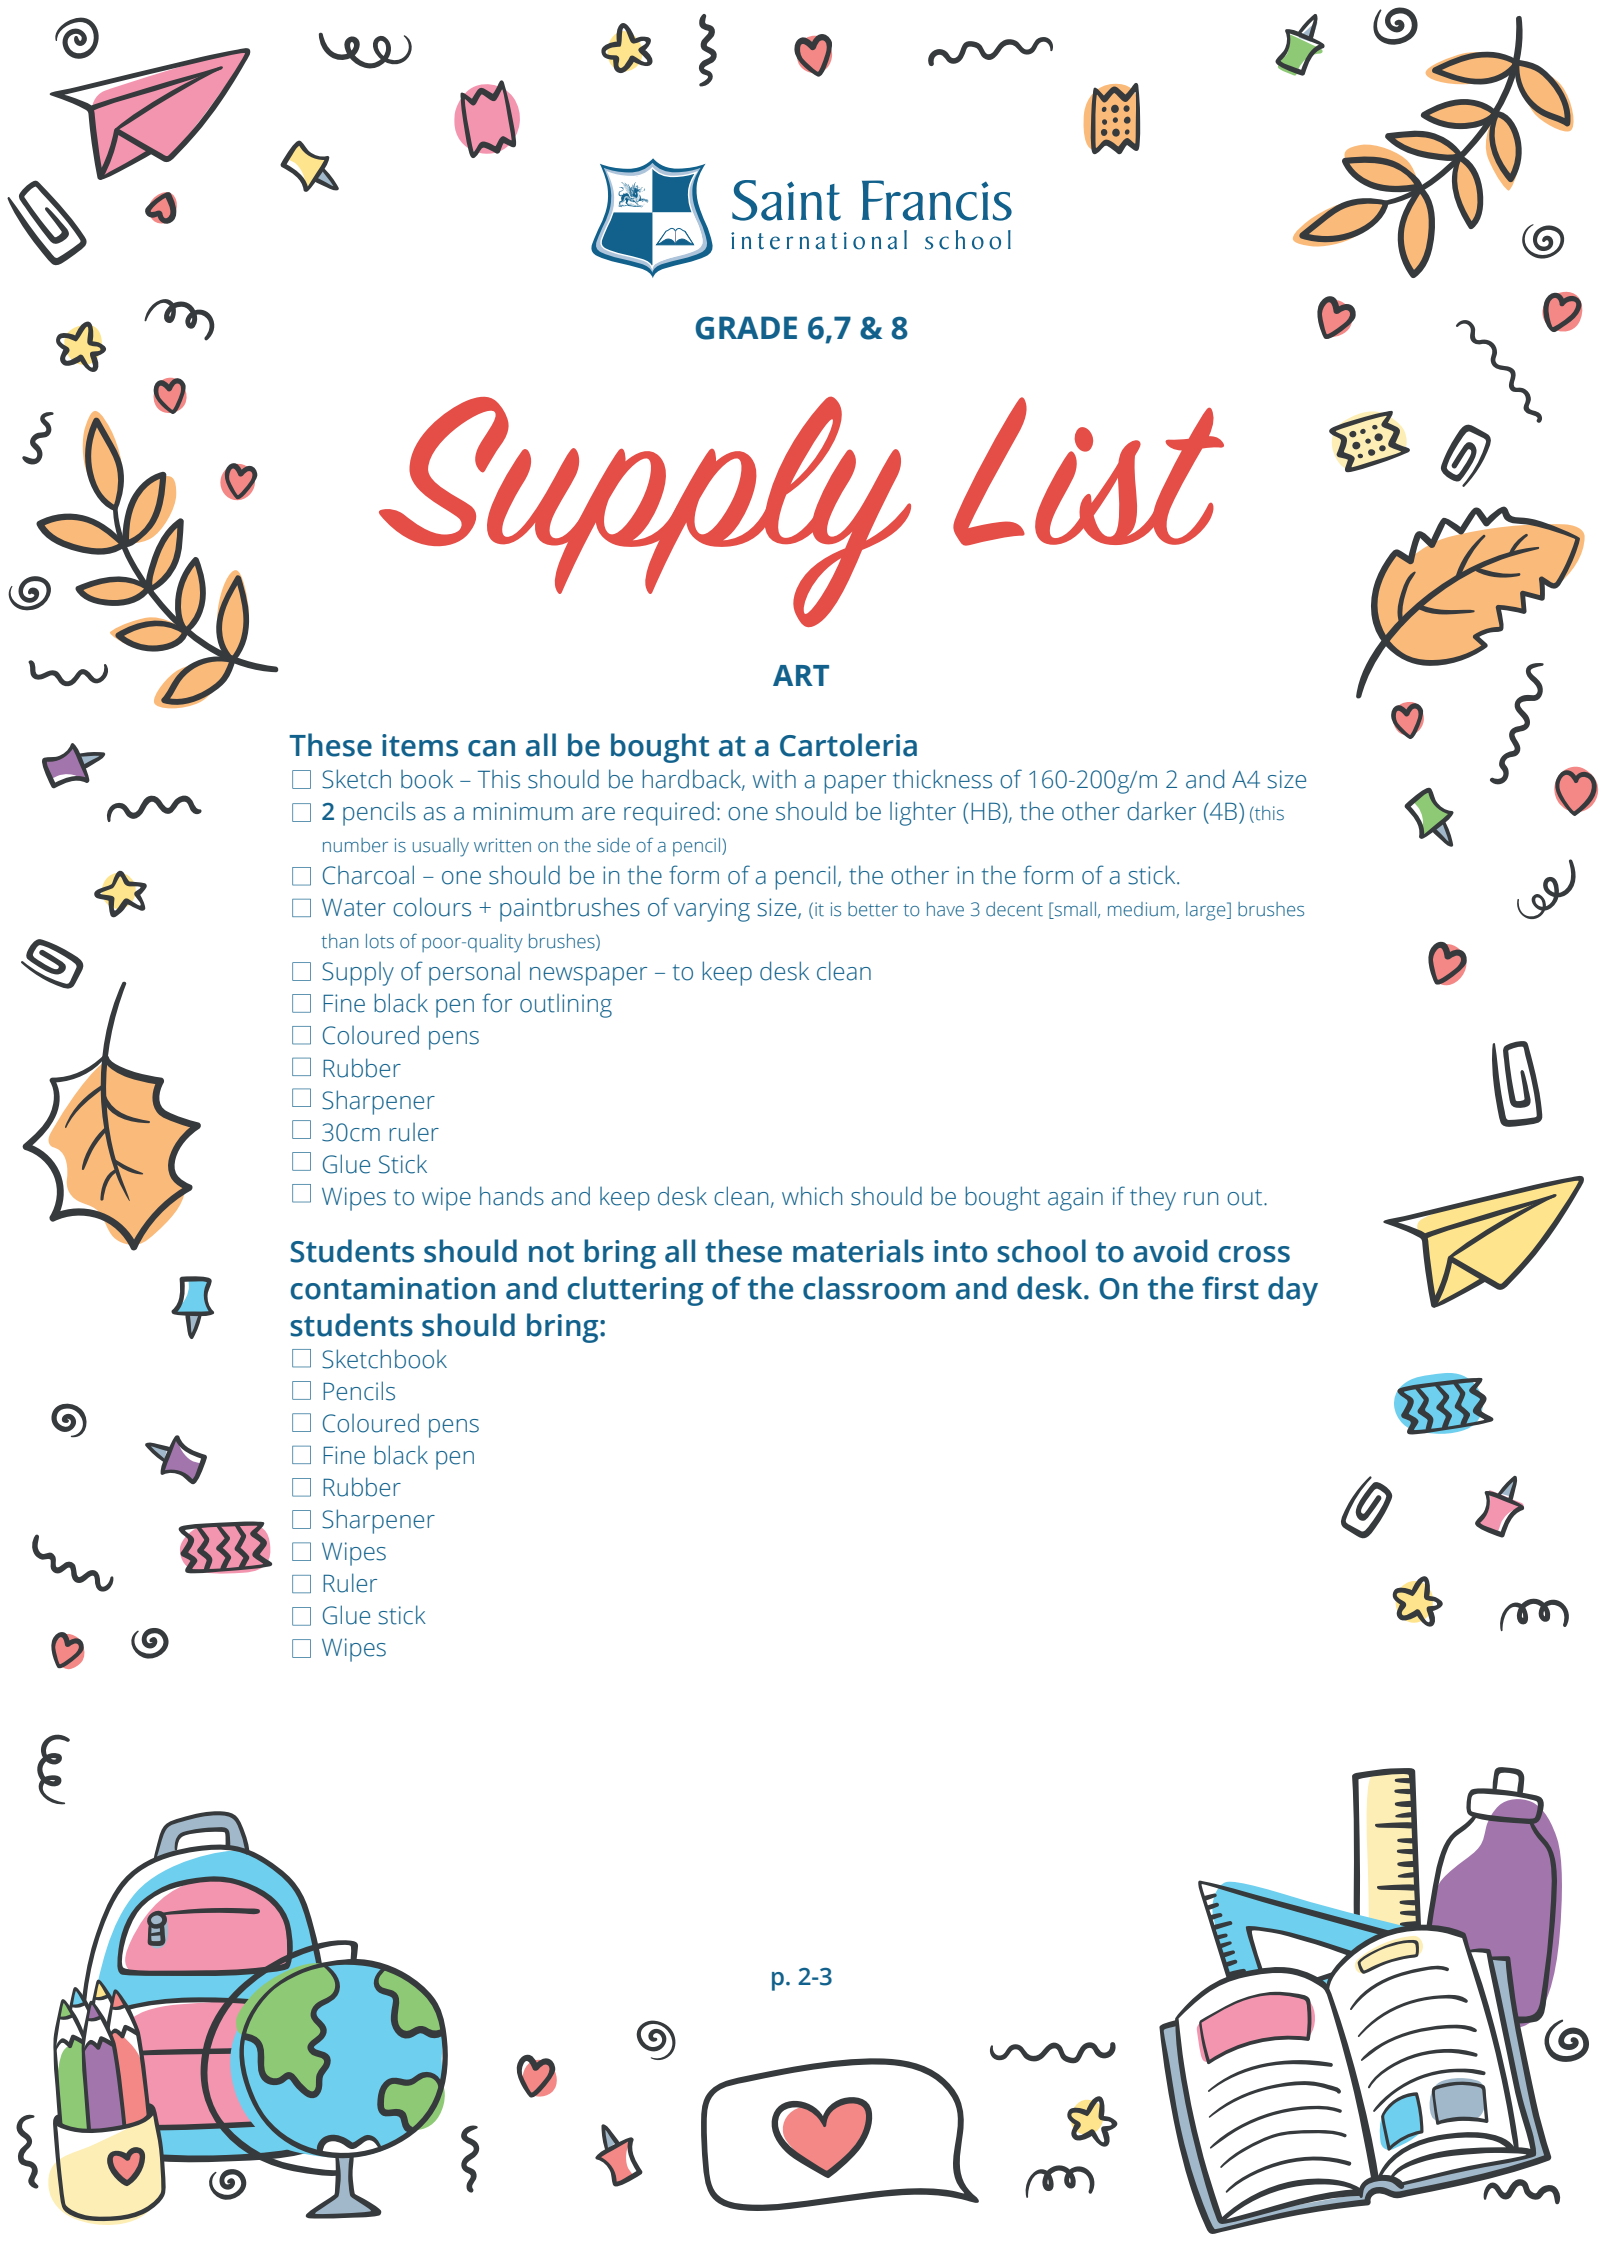 Saint Francis
international school
GRADE 6,7 & 8
Supply List
ART
These items can all be bought at a Cartoleria
☐ Sketch book – This should be hardback, with a paper thickness of 160-200g/m 2 and A4 size
☐ 2 pencils as a minimum are required: one should be lighter (HB), the other darker (4B) (this
number is usually written on the side of a pencil)
☐ Charcoal – one should be in the form of a pencil, the other in the form of a stick.
☐ Water colours + paintbrushes of varying size, (it is better to have 3 decent [small, medium, large] brushes
than lots of poor-quality brushes)
☐ Supply of personal newspaper – to keep desk clean
☐ Fine black pen for outlining
☐ Coloured pens
☐ Rubber
☐ Sharpener
☐ 30cm ruler
☐ Glue Stick
☐ Wipes to wipe hands and keep desk clean, which should be bought again if they run out.
Students should not bring all these materials into school to avoid cross
contamination and cluttering of the classroom and desk. On the first day
students should bring:
☐ Sketchbook
☐ Pencils
☐ Coloured pens
☐ Fine black pen
☐ Rubber
☐ Sharpener
☐ Wipes
☐ Ruler
☐ Glue stick
☐ Wipes
p. 2-3